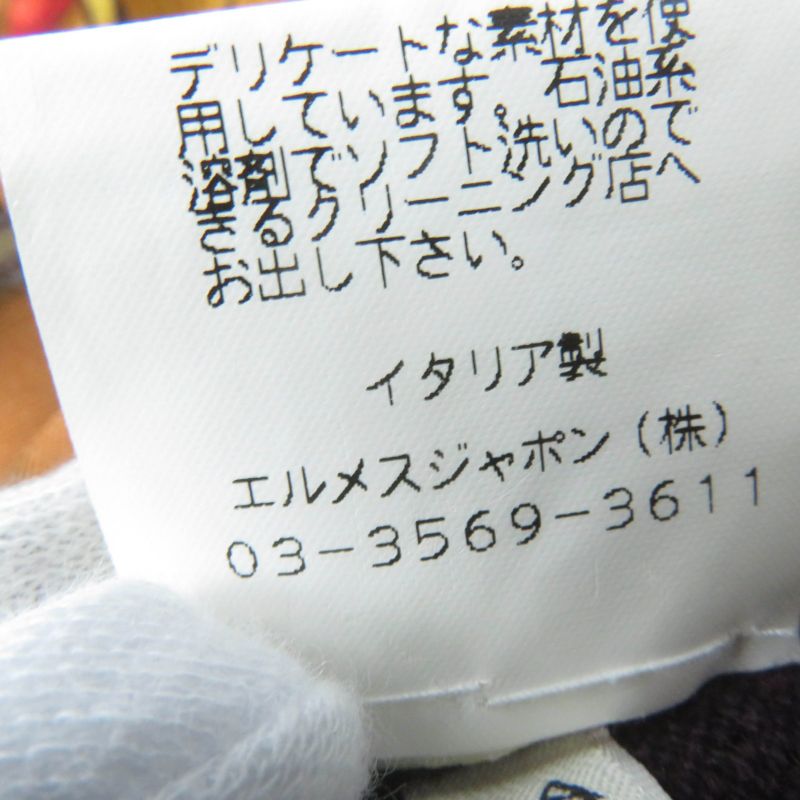 デリケートな素材を使
用しています。石油系
溶剤でソフト洗いので
きるクリーニング店へ
お出し下さい。
イタリア製
エルメスジャポン(株)
03-3569-3611